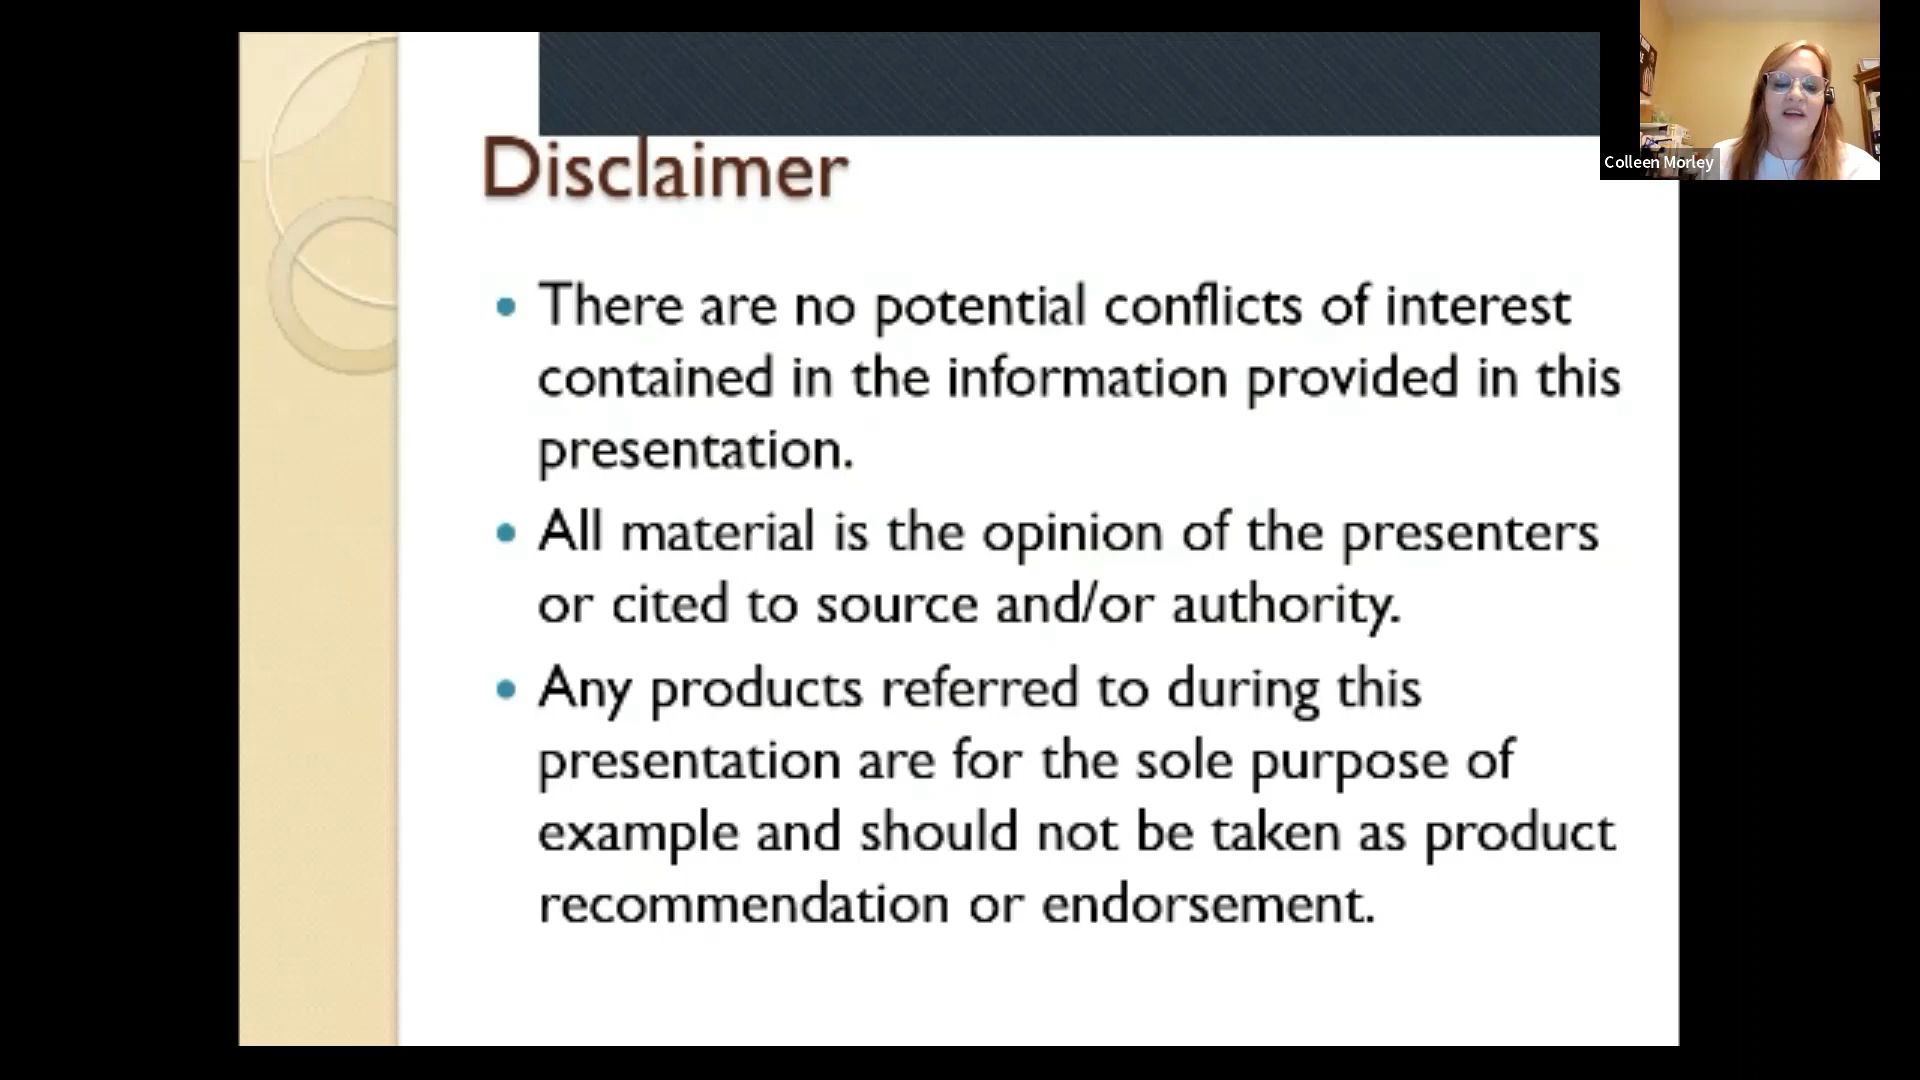 Disclaimer
Colleen Morley
• There are no potential conflicts of interest
contained in the information provided in this
presentation.
• All material is the opinion of the presenters
or cited to source and/or authority.
• Any products referred to during this
presentation are for the sole purpose of
example and should not be taken as product
recommendation or endorsement.